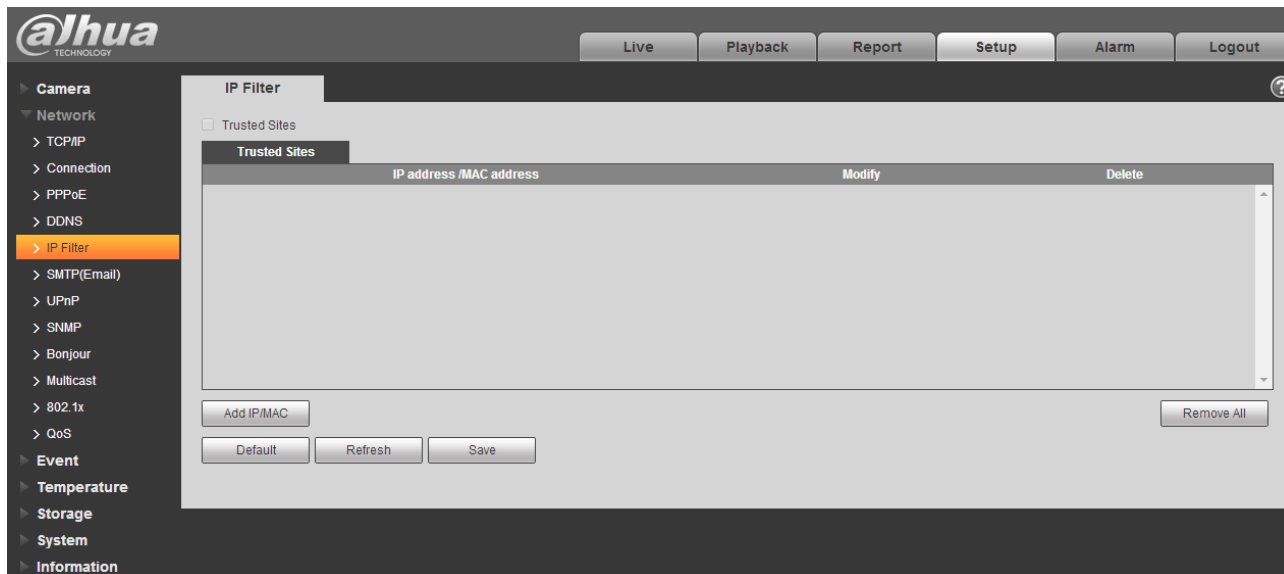 alhua
TECHNOLOGY
Live Playback Report Setup Alarm Logout
Camera
Network
TCP/IP
Connection
PPPoE
DDNS
IP Filter
SMTP(Email)
UPnP
SNMP
Bonjour
Multicast
802.1x
QoS
Event
Temperature
Storage
System
Information
IP Filter
?
Trusted Sites
Trusted Sites
IP address /MAC address Modify Delete
Add IP/MAC Remove All
Default Refresh Save